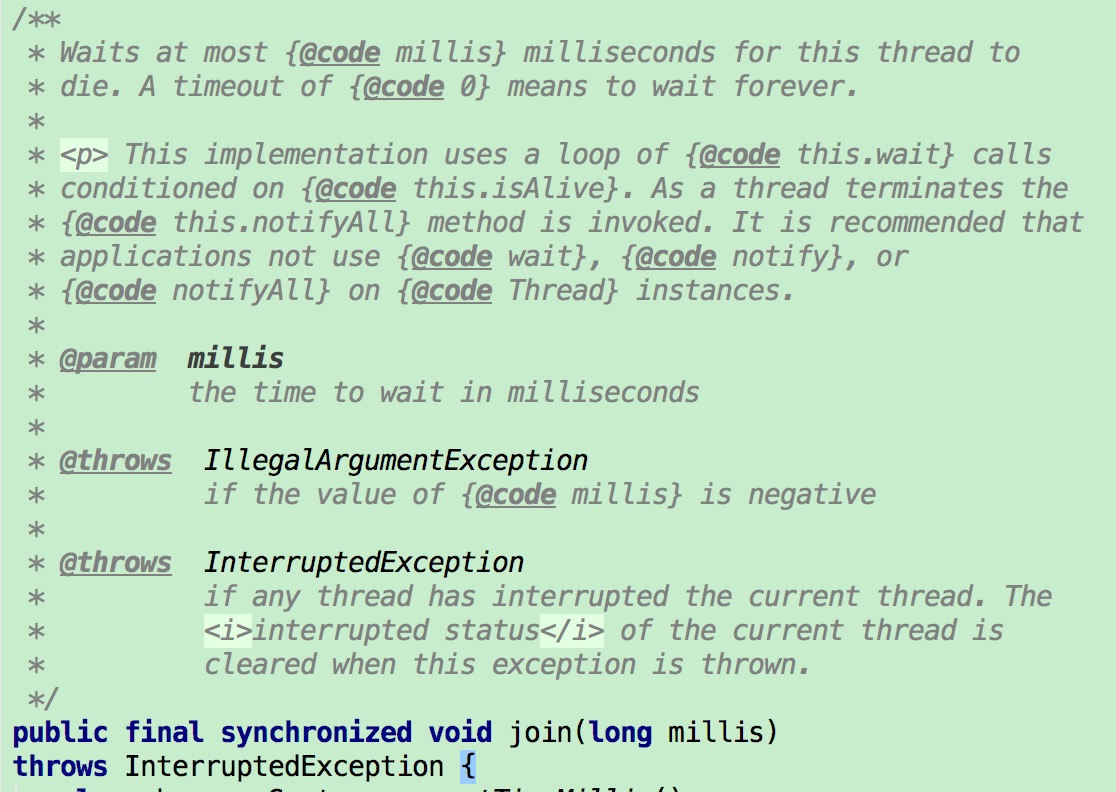 /**
 * Waits at most {@code millis} milliseconds for this thread to
 * die. A timeout of {@code 0} means to wait forever.
 *
 * <p> This implementation uses a loop of {@code this.wait} calls
 * conditioned on {@code this.isAlive}. As a thread terminates the
 * {@code this.notifyAll} method is invoked. It is recommended that
 * applications not use {@code wait}, {@code notify}, or
 * {@code notifyAll} on {@code Thread} instances.
 *
 * @param  millis
 *         the time to wait in milliseconds
 *
 * @throws  IllegalArgumentException
 *          if the value of {@code millis} is negative
 *
 * @throws  InterruptedException
 *          if any thread has interrupted the current thread. The
 *          <i>interrupted status</i> of the current thread is
 *          cleared when this exception is thrown.
 */
public final synchronized void join(long millis)
throws InterruptedException {